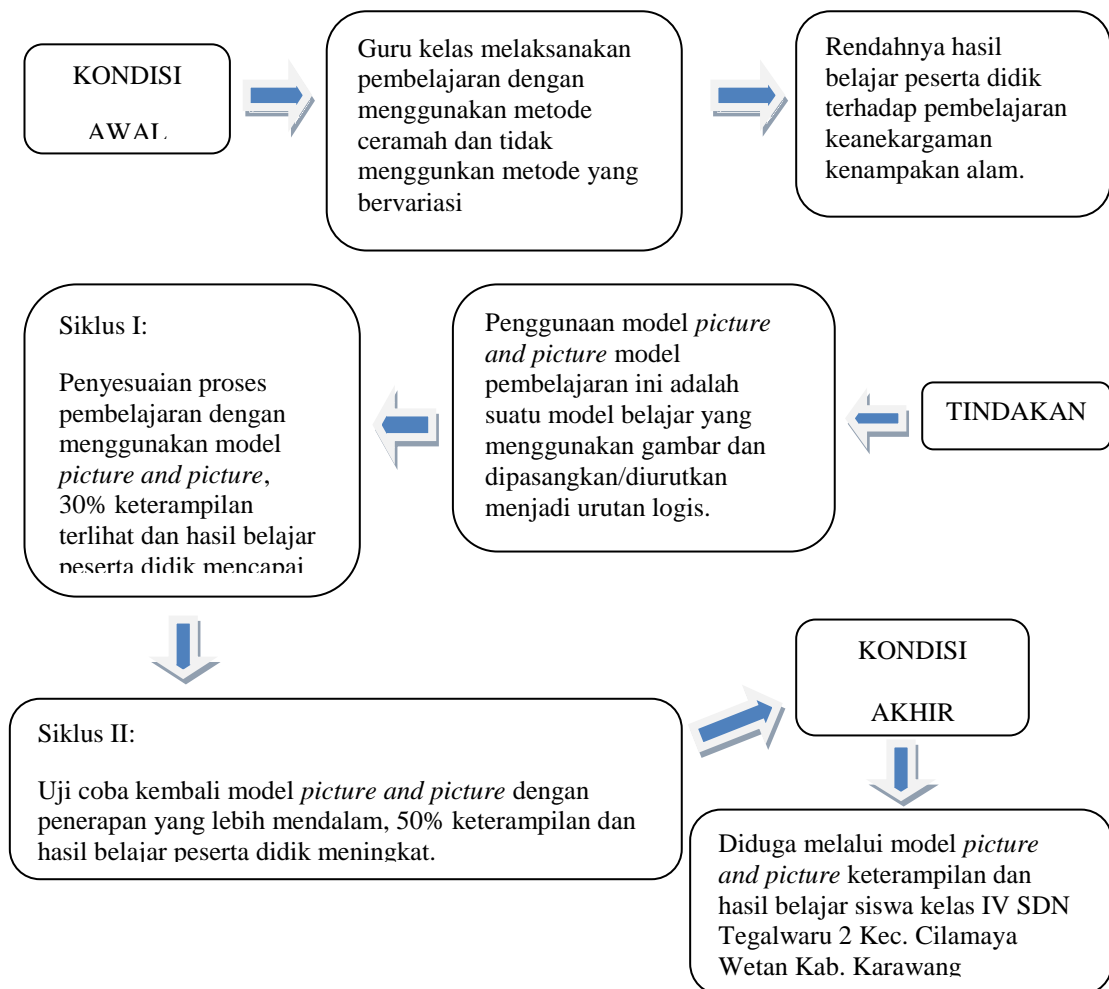 KONDISI
AWAL
Guru kelas melaksanakan
pembelajaran dengan
menggunakan metode
ceramah dan tidak
menggunkan metode yang
bervariasi
Rendahnya hasil
belajar peserta didik
terhadap pembelajaran
keanekargaman
kenampakan alam.
TINDAKAN
Penggunaan model picture
and picture model
pembelajaran ini adalah
suatu model belajar yang
menggunakan gambar dan
dipasangkan/diurutkan
menjadi urutan logis.
Siklus I:
Penyesuaian proses
pembelajaran dengan
menggunakan model
picture and picture,
30% keterampilan
terlihat dan hasil belajar
peserta didik mencapai
Siklus II:
Uji coba kembali model picture and picture dengan
penerapan yang lebih mendalam, 50% keterampilan dan
hasil belajar peserta didik meningkat.
KONDISI
AKHIR
Diduga melalui model picture
and picture keterampilan dan
hasil belajar siswa kelas IV SDN
Tegalwaru 2 Kec. Cilamaya
Wetan Kab. Karawang